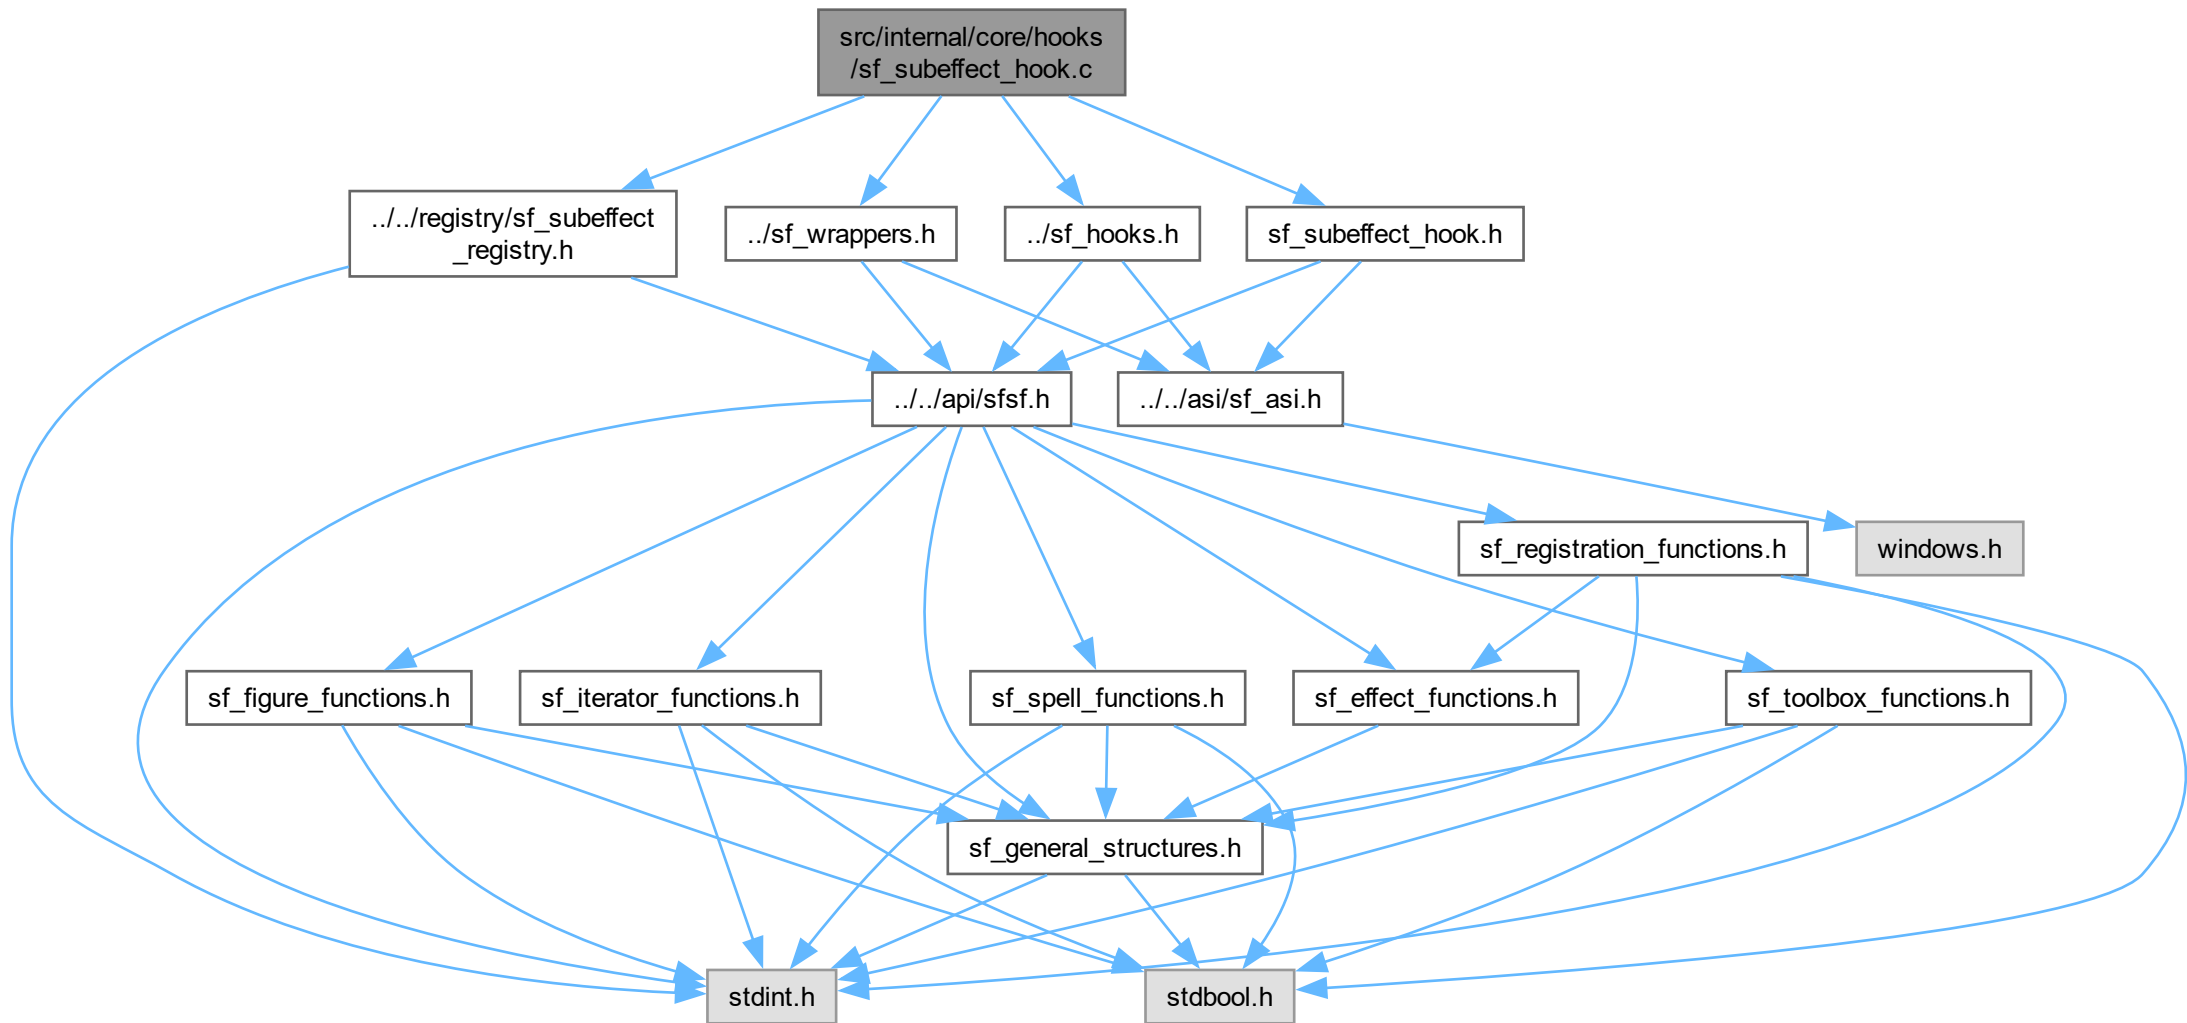 src/internal/core/hooks
/sf_subeffect_hook.c
../../registry/sf_subeffect
_registry.h
../sf_wrappers.h
../sf_hooks.h
sf_subeffect_hook.h
../../api/sfsf.h
../../asi/sf_asi.h
sf_registration_functions.h
windows.h
sf_figure_functions.h
sf_iterator_functions.h
sf_spell_functions.h
sf_effect_functions.h
sf_toolbox_functions.h
sf_general_structures.h
stdint.h
stdbool.h